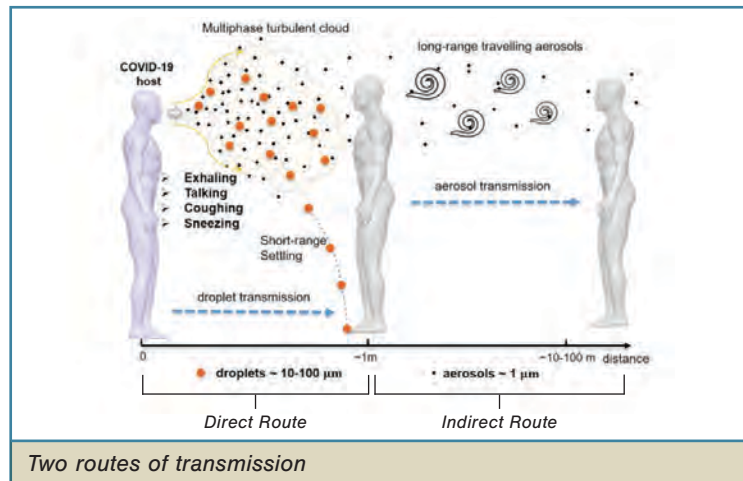 Multiphase turbulent cloud
long-range travelling aerosols
COVID-19
host
➢ Exhaling
➢ Talking
➢ Coughing
➢ Sneezing
aerosol transmission
Short-range
Settling
droplet transmission
0
~1m
~10-100 m
distance
droplets ~ 10-100 μm
aerosols ~ 1 μm
Direct Route
Indirect Route
Two routes of transmission